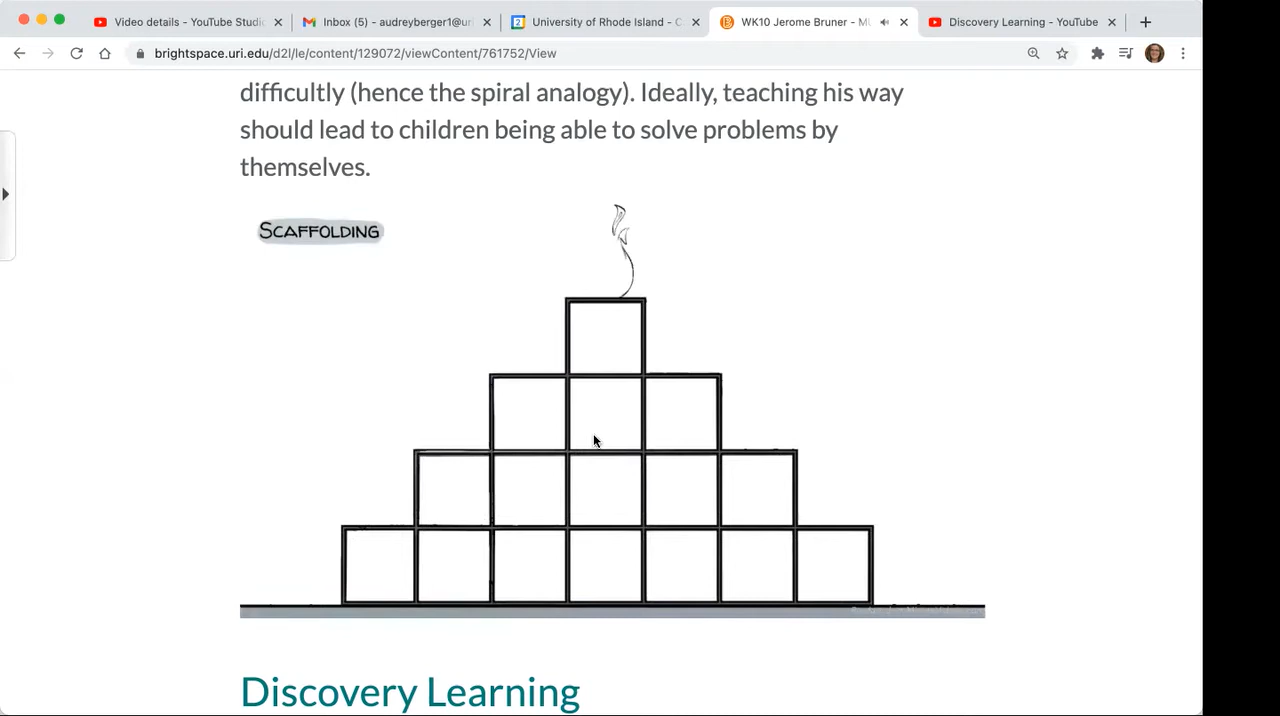 Video details - YouTube Studi
Inbox (5) - audreyberger1@uri
University of Rhode Island - C
WK10 Jerome Bruner - MU
Discovery Learning - YouTube
brightspace.uri.edu/d2l/le/content/129072/viewContent/761752/View
difficultly (hence the spiral analogy). Ideally, teaching his way
should lead to children being able to solve problems by
themselves.
SCAFFOLDING
Discovery Learning